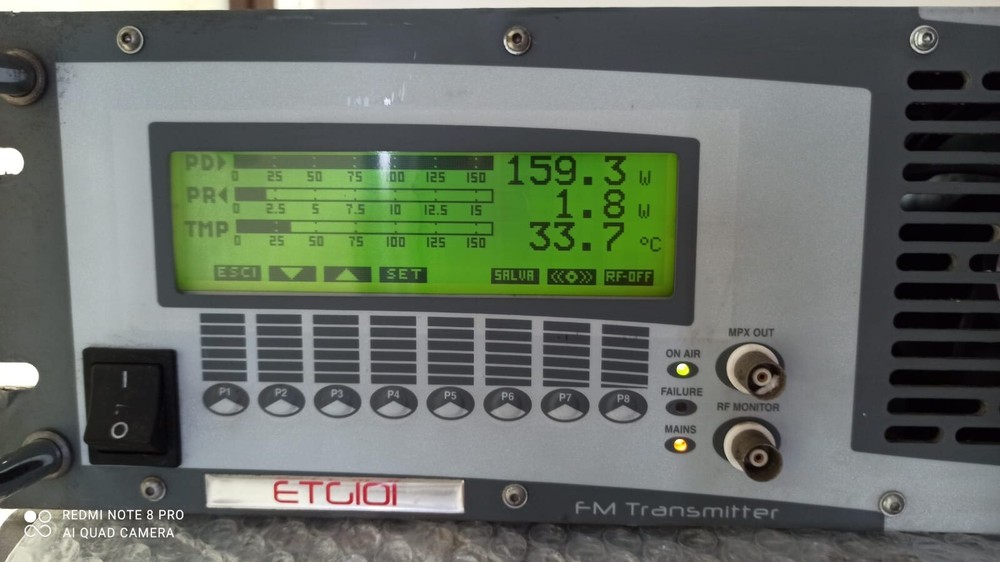 PD 159.3 W
0 25 50 75 100 125 150
PR 1.8 W
0 2.5 5 7.5 10 12.5 15
TMP 33.7 °C
0 25 50 75 100 125 150
ESCI SET SALVA RF-OFF
MPX OUT
ON AIR
FAILURE
RF MONITOR
MAINS
P1 P2 P3 P4 P5 P6 P7 P8
I
O
ETG101
FM Transmitter
REDMI NOTE 8 PRO
AI QUAD CAMERA